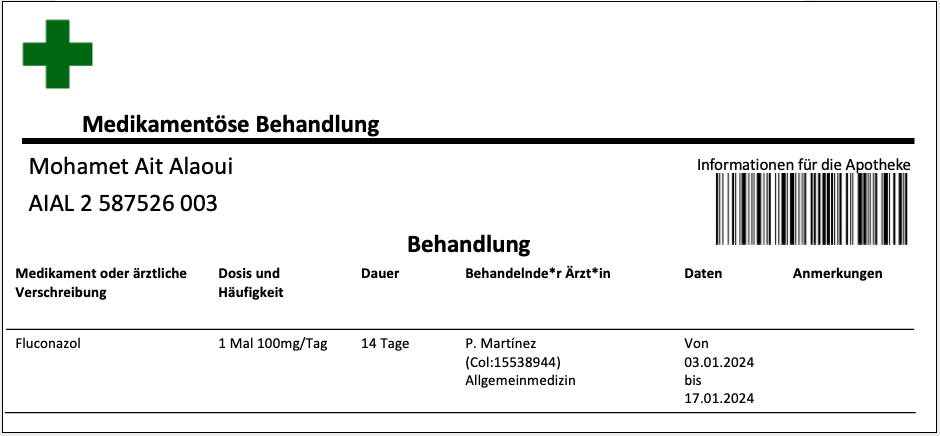 Medikamentöse Behandlung
Mohamet Ait Alaoui
Informationen für die Apotheke
AIAL 2 587526 003
Behandlung
Medikament oder ärztliche Verschreibung
Dosis und Häufigkeit
Dauer
Behandelnde*r Ärzt*in
Daten
Anmerkungen
Fluconazol
1 Mal 100mg/Tag
14 Tage
P. Martínez
(Col:15538944)
Allgemeinmedizin
Von
03.01.2024
bis
17.01.2024